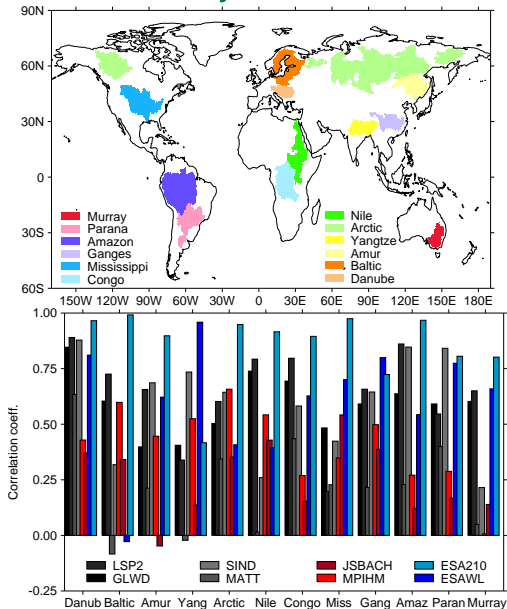 90N
60N
30N
0
30S
60S
Murray
Parana
Amazon
Ganges
Mississippi
Congo
Nile
Arctic
Yangtze
Amur
Baltic
Danube
150W 120W 90W 60W 30W 0 30E 60E 90E 120E 150E 180E
1.00
0.75
0.50
0.25
0.00
-0.25
Correlation coeff.
LSP2 SIND JSBACH ESA210
GLWD MATT MPIHM ESAWL
Danub Baltic Amur Yang Arctic Nile Congo Miss Gang Amaz Paran Murray